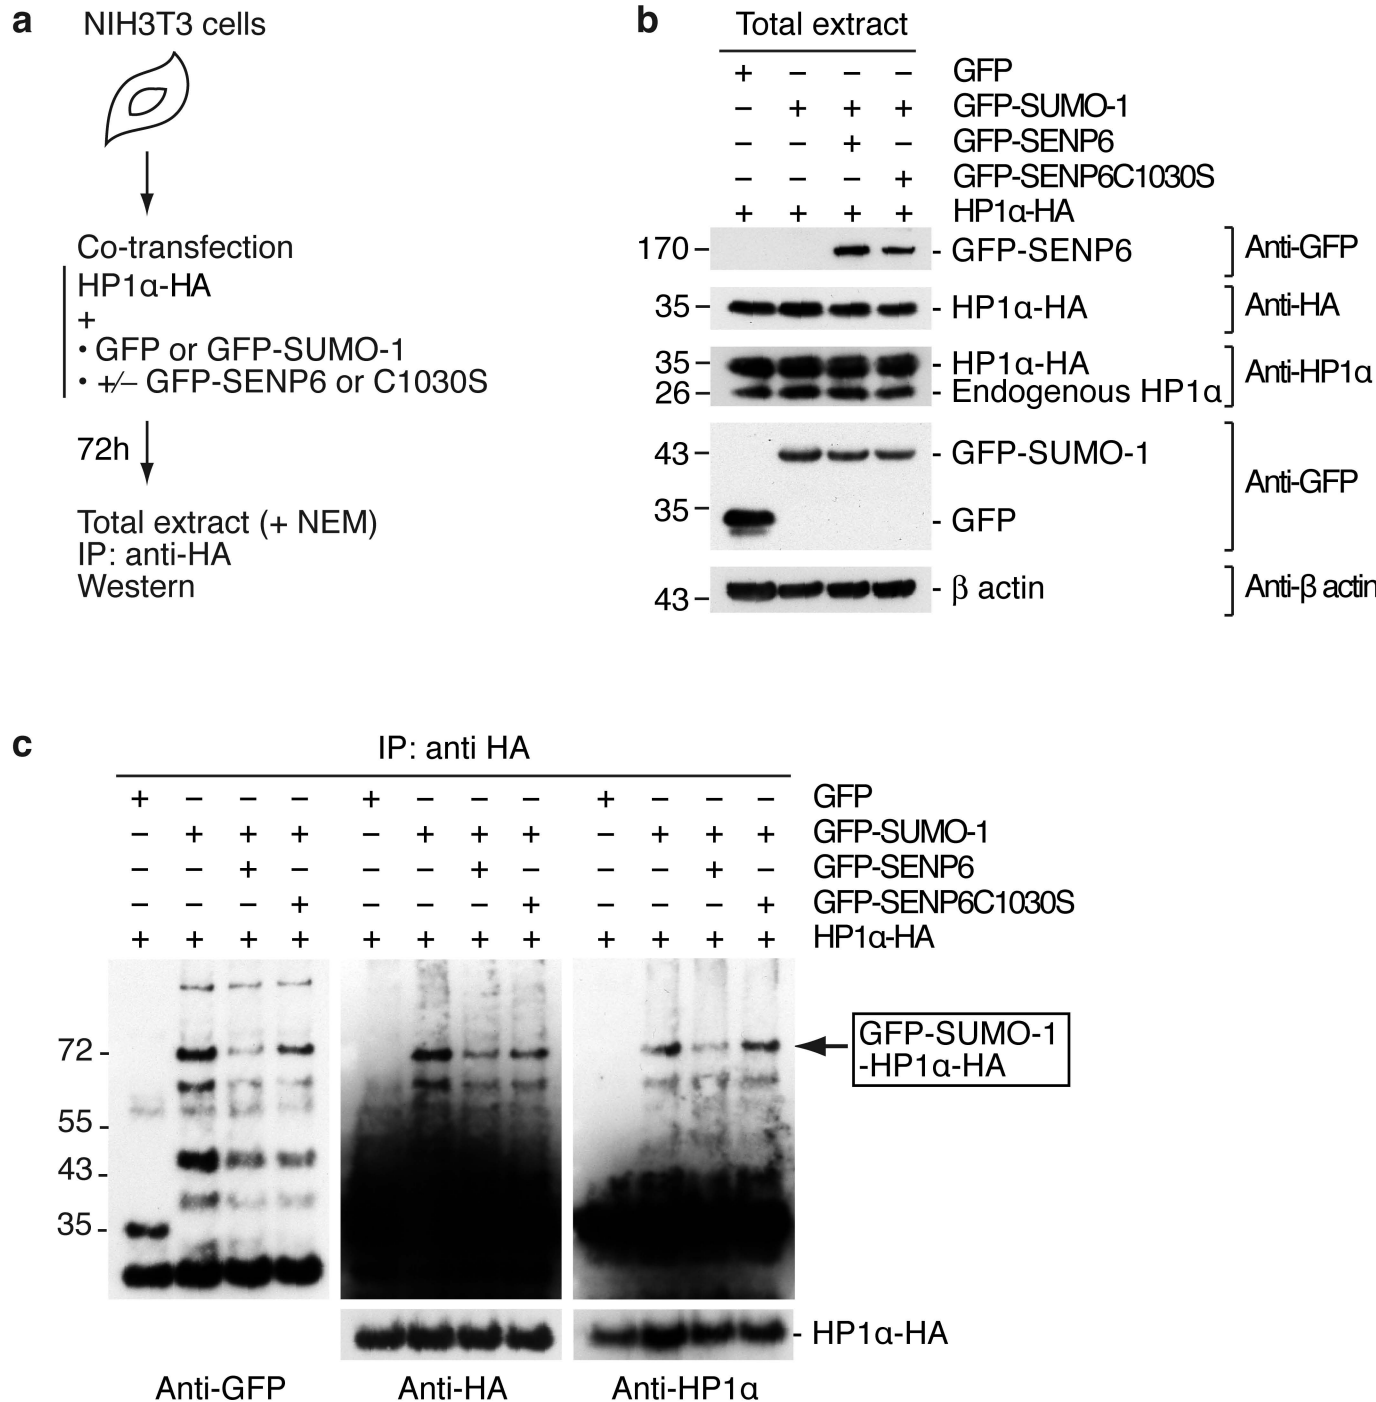 a
NIH3T3 cells
Co-transfection
HP1α-HA
+
• GFP or GFP-SUMO-1
• +/− GFP-SENP6 or C1030S
72h
Total extract (+ NEM)
IP: anti-HA
Western
b
Total extract
+ − − − GFP
− + + + GFP-SUMO-1
− − + − GFP-SENP6
− − − + GFP-SENP6C1030S
+ + + + HP1α-HA
170 − - GFP-SENP6 Anti-GFP
35 − - HP1α-HA Anti-HA
35 − - HP1α-HA
26 − - Endogenous HP1α
Anti-HP1α
43 − - GFP-SUMO-1
35 −
- GFP
Anti-GFP
- β actin Anti-β actin
43 −
c
IP: anti HA
+ − − − + − − − + − − − GFP
− + + + − + + + − + + + GFP-SUMO-1
− − + − − − + − − − + − GFP-SENP6
− − − + − − − + − − − + GFP-SENP6C1030S
+ + + + + + + + + + + + HP1α-HA
72 -
55 -
43 -
35 -
GFP-SUMO-1
-HP1α-HA
- HP1α-HA
Anti-GFP Anti-HA Anti-HP1α